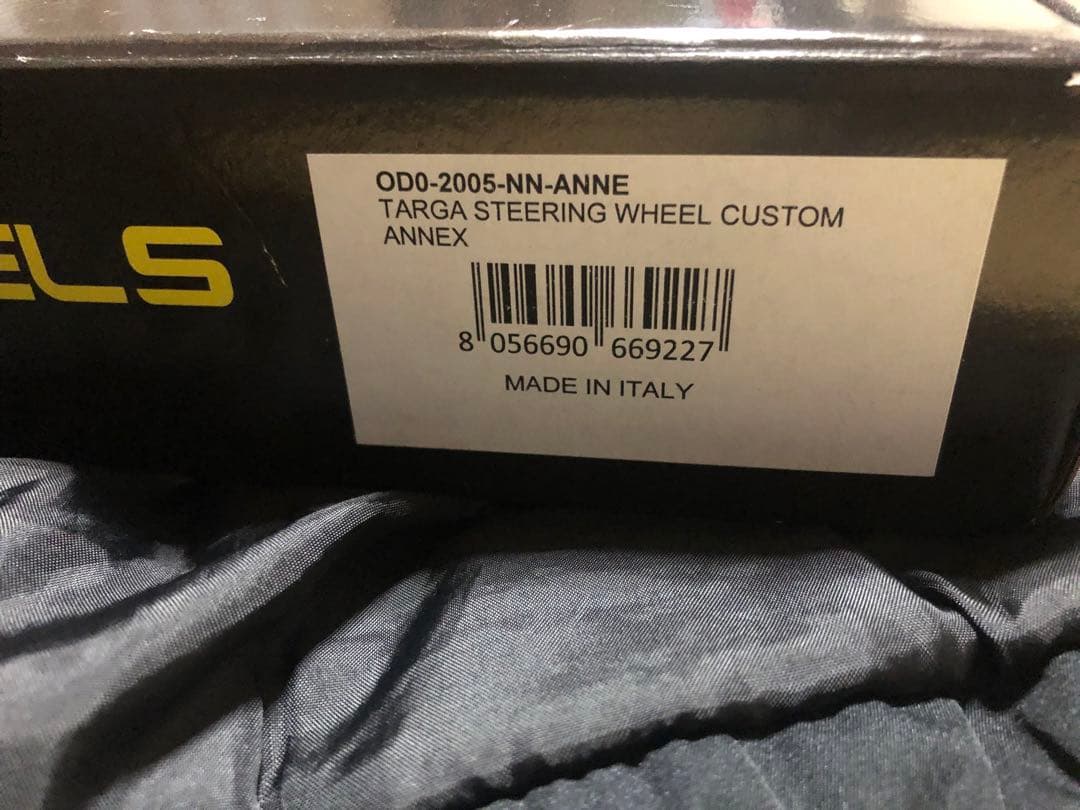 ELS
OD0-2005-NN-ANNE
TARGA STEERING WHEEL CUSTOM
ANNEX
8 056690 669227
MADE IN ITALY